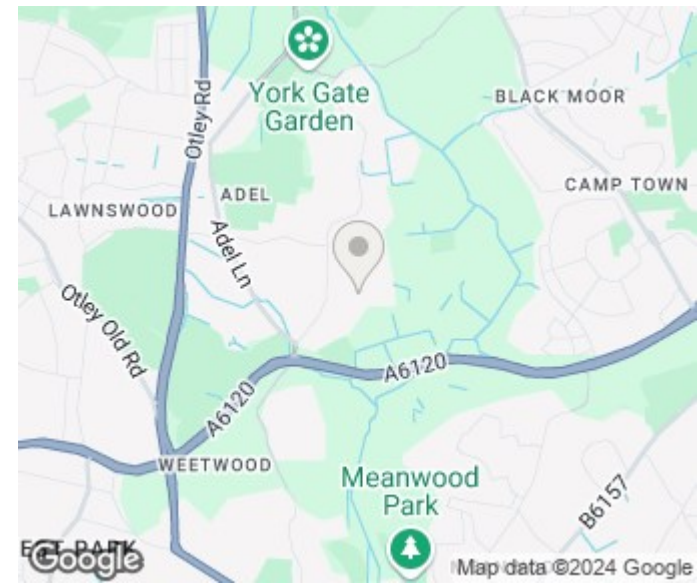 York Gate
Garden
BLACK MOOR
Otley Rd
CAMP TOWN
ADEL
LAWNSWOOD
Adel Ln
Otley Old Rd
A6120
A6120
WEETWOOD
Meanwood
Park
B6157
PARK
Google
Map data ©2024 Google